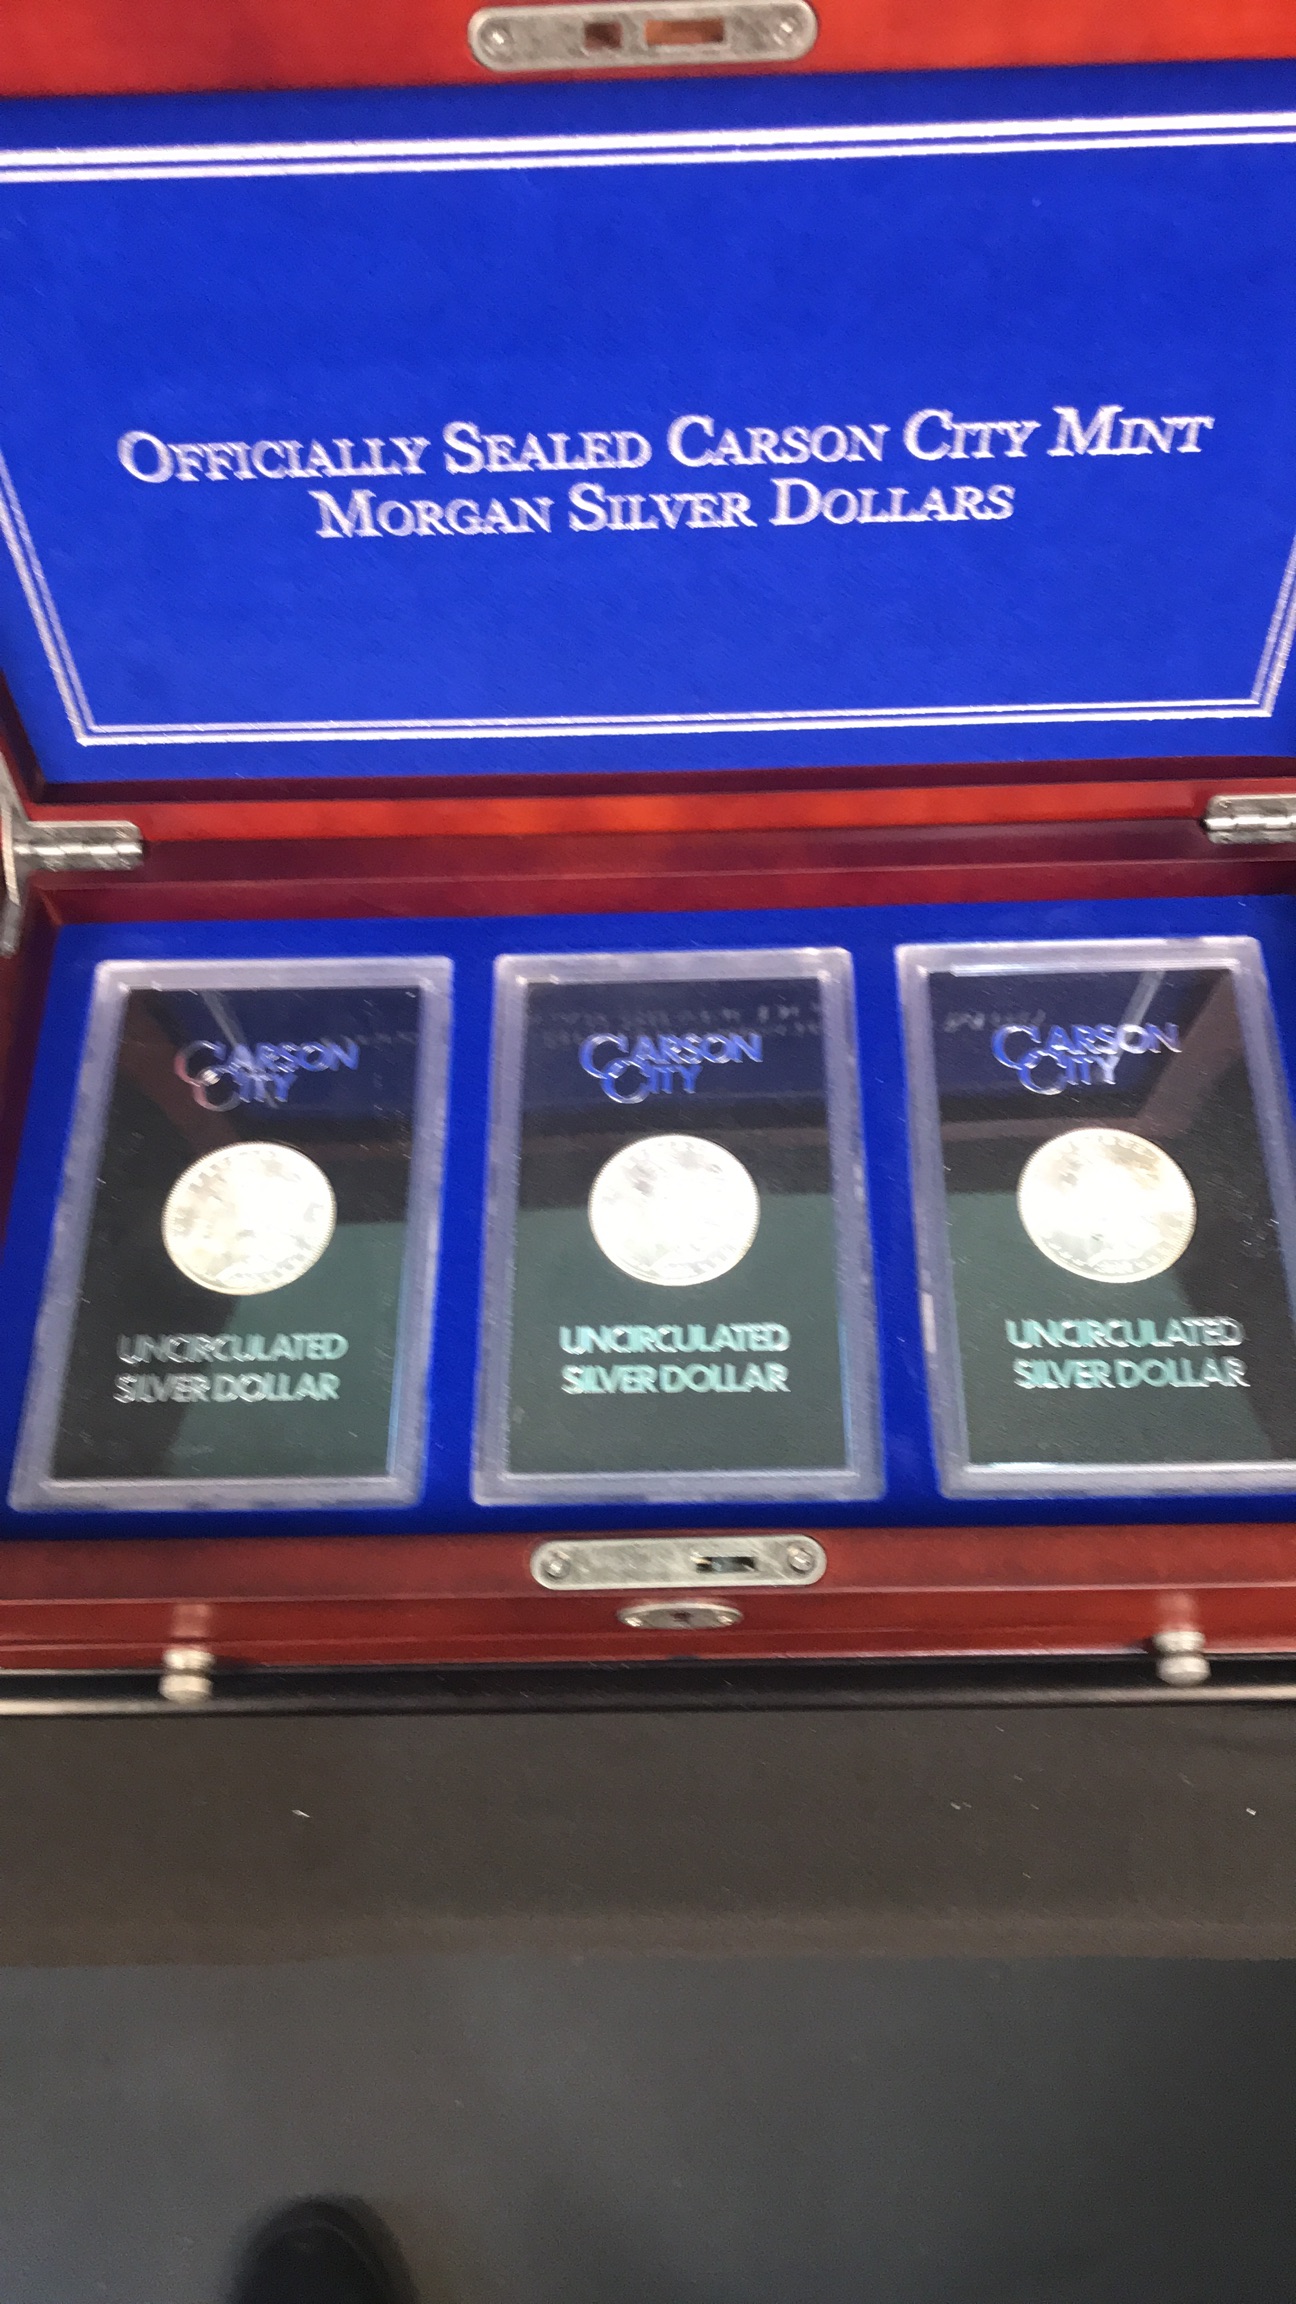 OFFICIALLY SEALED CARSON CITY MINT
MORGAN SILVER DOLLARS
CARSON
CITY
UNCIRCULATED
SILVER DOLLAR
CARSON
CITY
UNCIRCULATED
SILVER DOLLAR
CARSON
CITY
UNCIRCULATED
SILVER DOLLAR